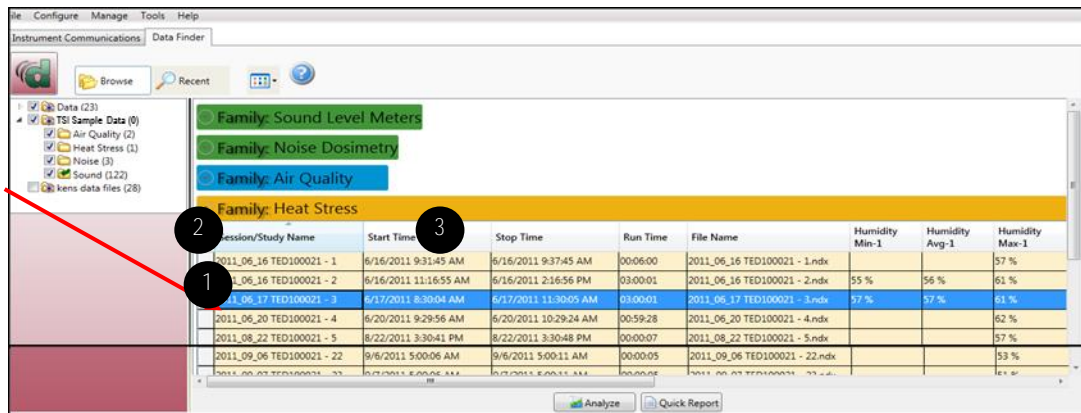 ile Configure Manage Tools Help
Instrument Communications Data Finder
Browse Recent
Data (23)
TSI Sample Data (0)
Air Quality (2)
Heat Stress (1)
Noise (3)
Sound (122)
kens data files (28)
Family: Sound Level Meters
Family: Noise Dosimetry
Family: Air Quality
Family: Heat Stress
2 3
ession/Study Name Start Time Stop Time Run Time File Name Humidity Min-1 Humidity Avg-1 Humidity Max-1
2011_06_16 TED100021 - 1 6/16/2011 9:31:45 AM 6/16/2011 9:37:45 AM 00:06:00 2011_06_16 TED100021 - 1.ndx 57 %
1
1_06_16 TED100021 - 2 6/16/2011 11:16:55 AM 6/16/2011 2:16:56 PM 03:00:01 2011_06_16 TED100021 - 2.ndx 55 % 56 % 61 %
11_06_17 TED100021 - 3 6/17/2011 8:30:04 AM 6/17/2011 11:30:05 AM 03:00:01 2011_06_17 TED100021 - 3.ndx 57 % 57 % 61 %
2011_06_20 TED100021 - 4 6/20/2011 9:29:56 AM 6/20/2011 10:29:24 AM 00:59:28 2011_06_20 TED100021 - 4.ndx 62 %
2011_08_22 TED100021 - 5 8/22/2011 3:30:41 PM 8/22/2011 3:30:48 PM 00:00:07 2011_08_22 TED100021 - 5.ndx 57 %
2011_09_06 TED100021 - 22 9/6/2011 5:00:06 AM 9/6/2011 5:00:11 AM 00:00:05 2011_09_06 TED100021 - 22.ndx 53 %
Analyze Quick Report